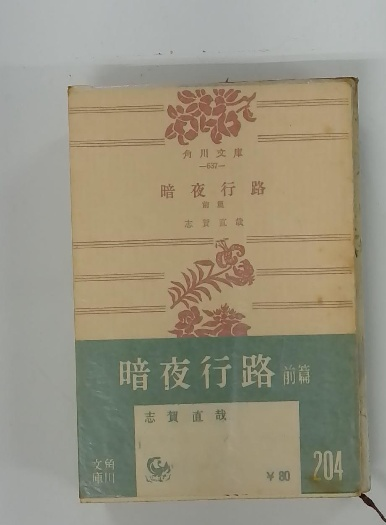 角川文庫
—637—
暗夜行路
前篇
志賀直哉
暗夜行路 前篇
志賀直哉
角川文庫
¥ 80
204